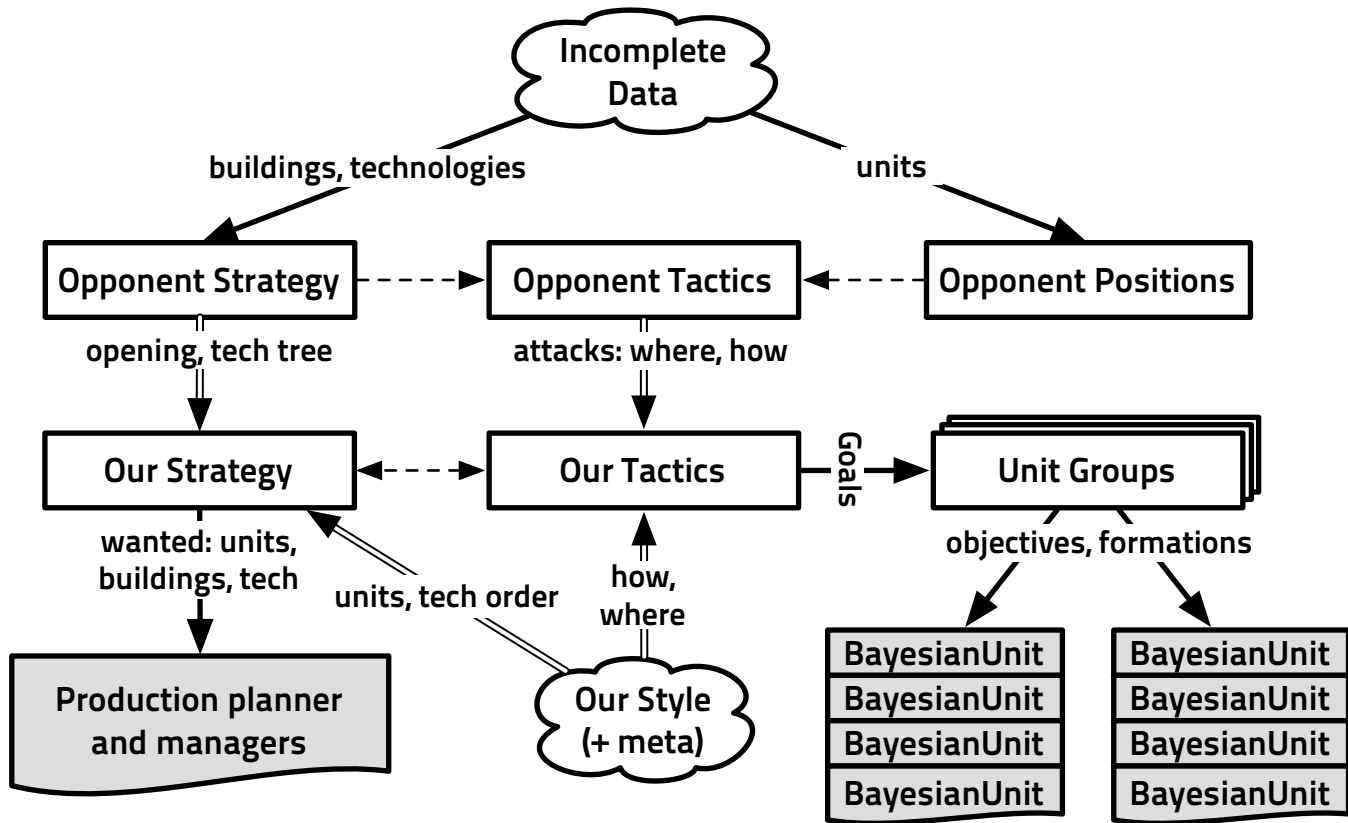 Incomplete
Data
buildings, technologies
units
Opponent Strategy
Opponent Tactics
Opponent Positions
opening, tech tree
attacks: where, how
Our Strategy
Our Tactics
Goals
Unit Groups
wanted: units,
buildings, tech
units, tech order
how,
where
objectives, formations
Production planner
and managers
Our Style
(+ meta)
BayesianUnit
BayesianUnit
BayesianUnit
BayesianUnit
BayesianUnit
BayesianUnit
BayesianUnit
BayesianUnit